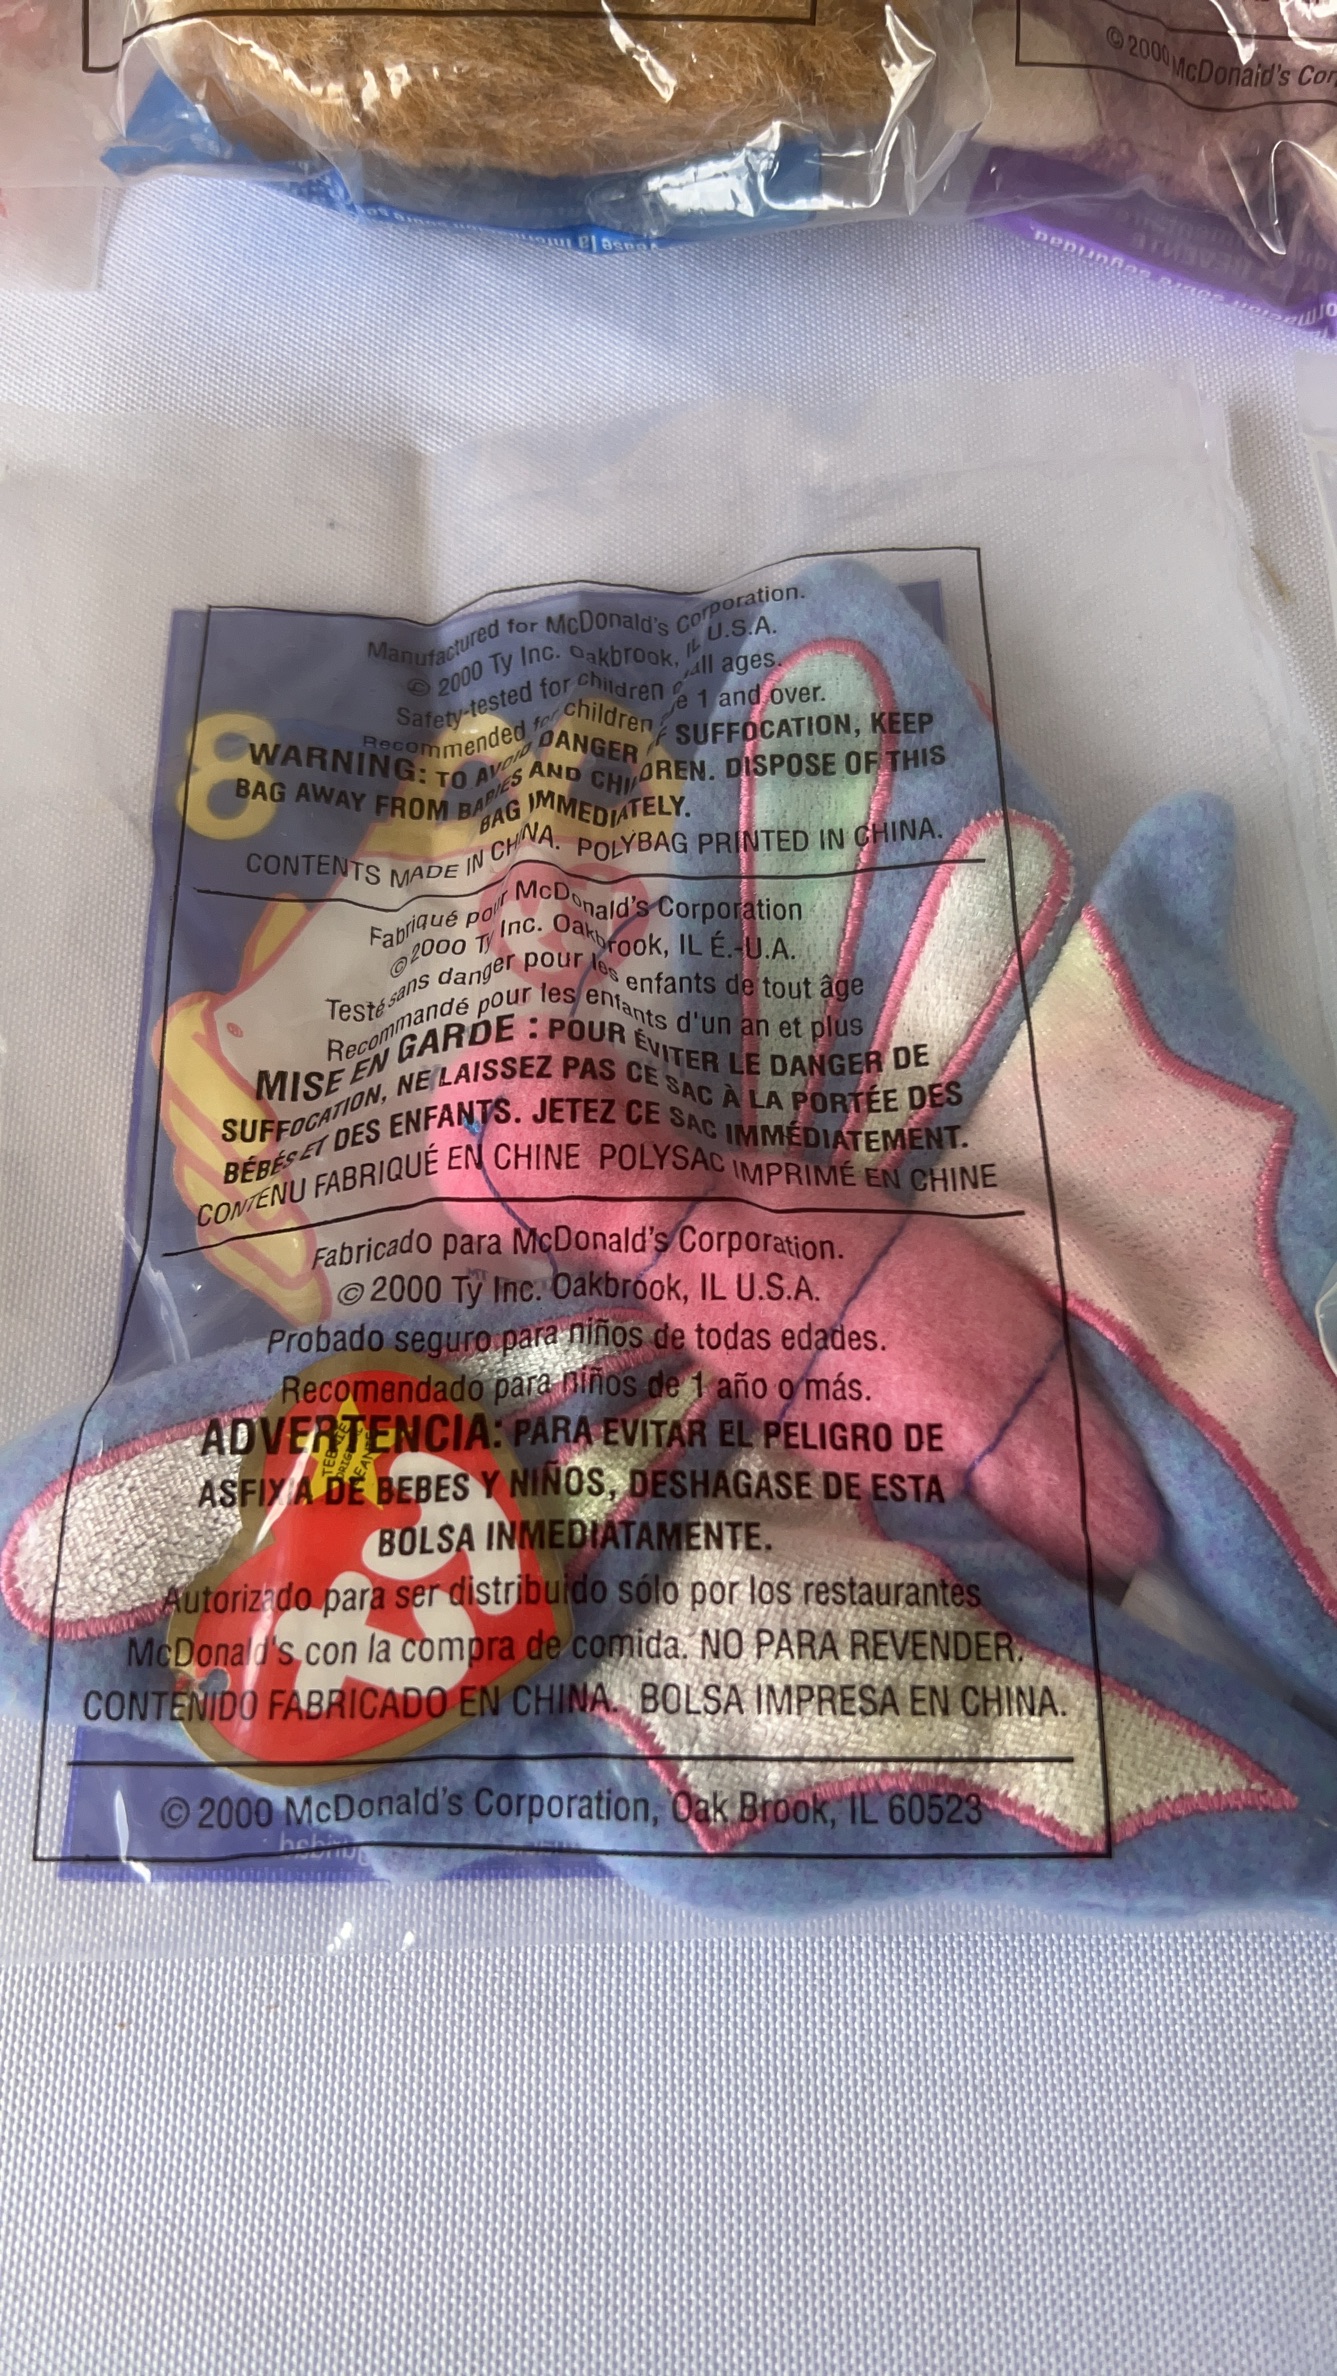 © 2000 McDonald's Cor
Manufactured for McDonald's Corporation.
© 2000 Ty Inc. Oakbrook, IL U.S.A.
Safety-tested for children all ages.
Recommended for children 1 and over.
WARNING: TO AVOID DANGER OF SUFFOCATION, KEEP
BAG AWAY FROM BABIES AND CHILDREN. DISPOSE OF THIS
BAG IMMEDIATELY.
CONTENTS MADE IN CHINA. POLYBAG PRINTED IN CHINA.
8
Fabriqué pour McDonald's Corporation
© 2000 Ty Inc. Oakbrook, IL É.-U.A.
Testé sans danger pour les enfants de tout âge
Recommandé pour les enfants d'un an et plus
MISE EN GARDE : POUR ÉVITER LE DANGER DE
SUFFOCATION, NE LAISSEZ PAS CE SAC À LA PORTÉE DES
BÉBÉS ET DES ENFANTS. JETEZ CE SAC IMMÉDIATEMENT.
CONTENU FABRIQUÉ EN CHINE POLYSAC IMPRIMÉ EN CHINE
Fabricado para McDonald's Corporation.
© 2000 Ty Inc. Oakbrook, IL U.S.A.
Probado seguro para niños de todas edades.
Recomendado para niños de 1 año o más.
ADVERTENCIA: PARA EVITAR EL PELIGRO DE
ASFIXIA DE BEBES Y NIÑOS, DESHAGASE DE ESTA
BOLSA INMEDIATAMENTE.
Autorizado para ser distribuido sólo por los restaurantes
McDonald's con la compra de comida. NO PARA REVENDER.
CONTENIDO FABRICADO EN CHINA. BOLSA IMPRESA EN CHINA.
© 2000 McDonald's Corporation, Oak Brook, IL 60523
ty